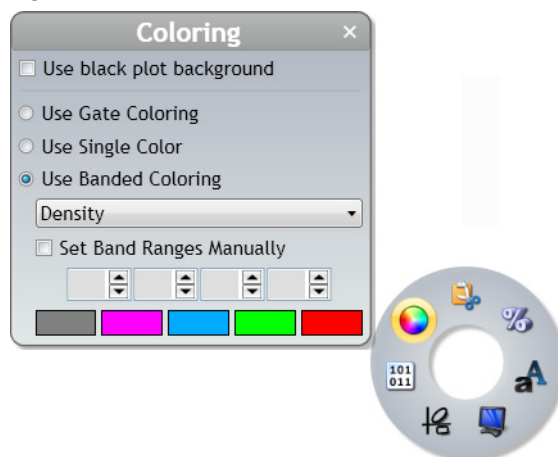 Coloring
Use black plot background
Use Gate Coloring
Use Single Color
Use Banded Coloring
Density
Set Band Ranges Manually
%
101
011
aA